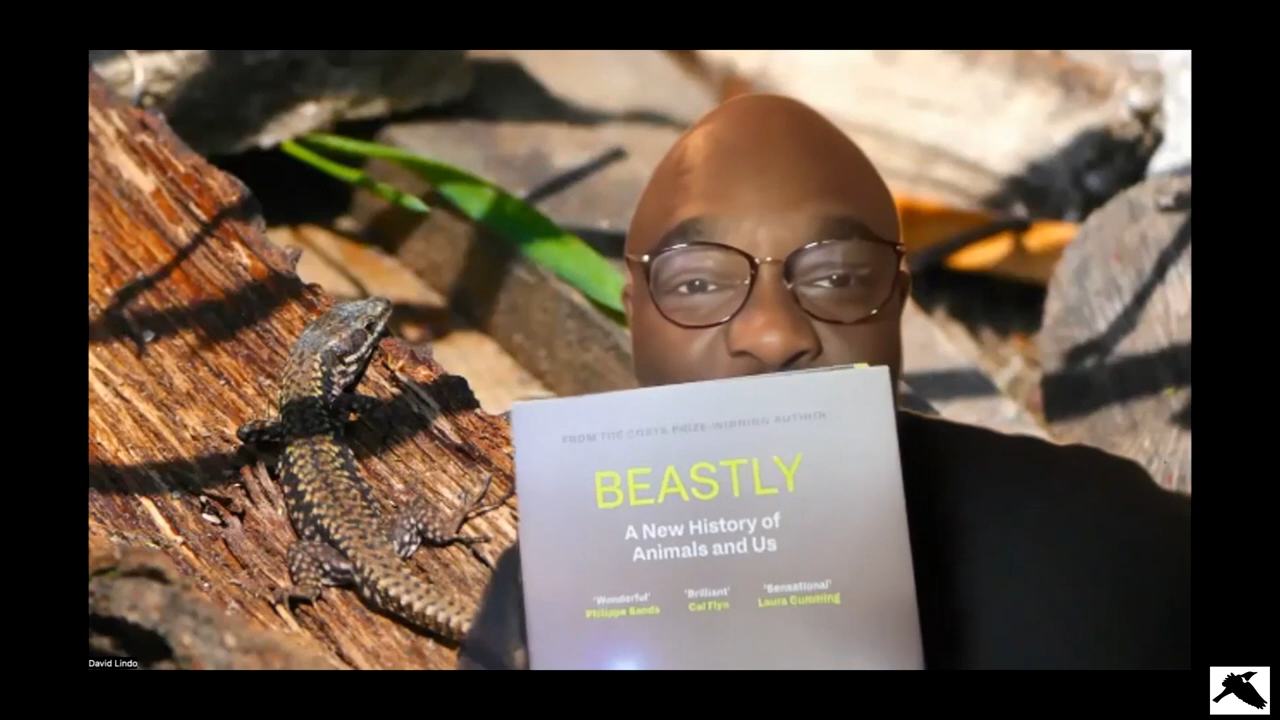 FROM THE COSTA PRIZE-WINNING AUTHOR
BEASTLY
A New History of
Animals and Us
'Wonderful' 'Brilliant' 'Sensational'
Philippe Sands Cal Flyn Laura Cumming
David Lindo